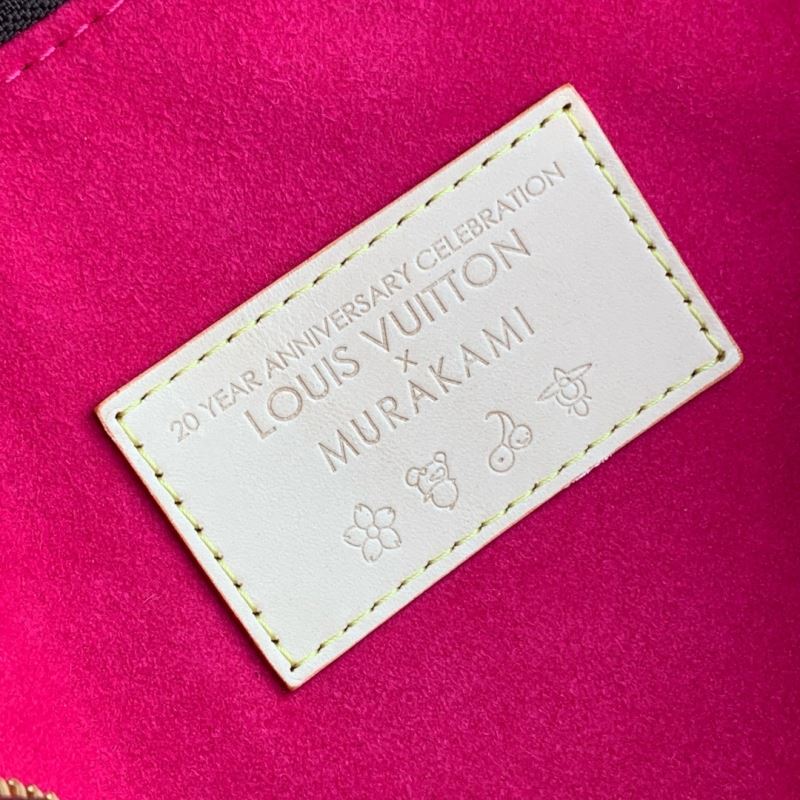 20 YEAR ANNIVERSARY CELEBRATION
LOUIS VUITTON
×
MURAKAMI